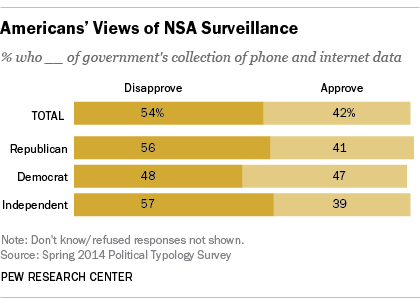 Americans' Views of NSA Surveillance
% who __ of government's collection of phone and internet data
Disapprove Approve
TOTAL 54% 42%
Republican 56 41
Democrat 48 47
Independent 57 39
Note: Don't know/refused responses not shown.
Source: Spring 2014 Political Typology Survey
PEW RESEARCH CENTER